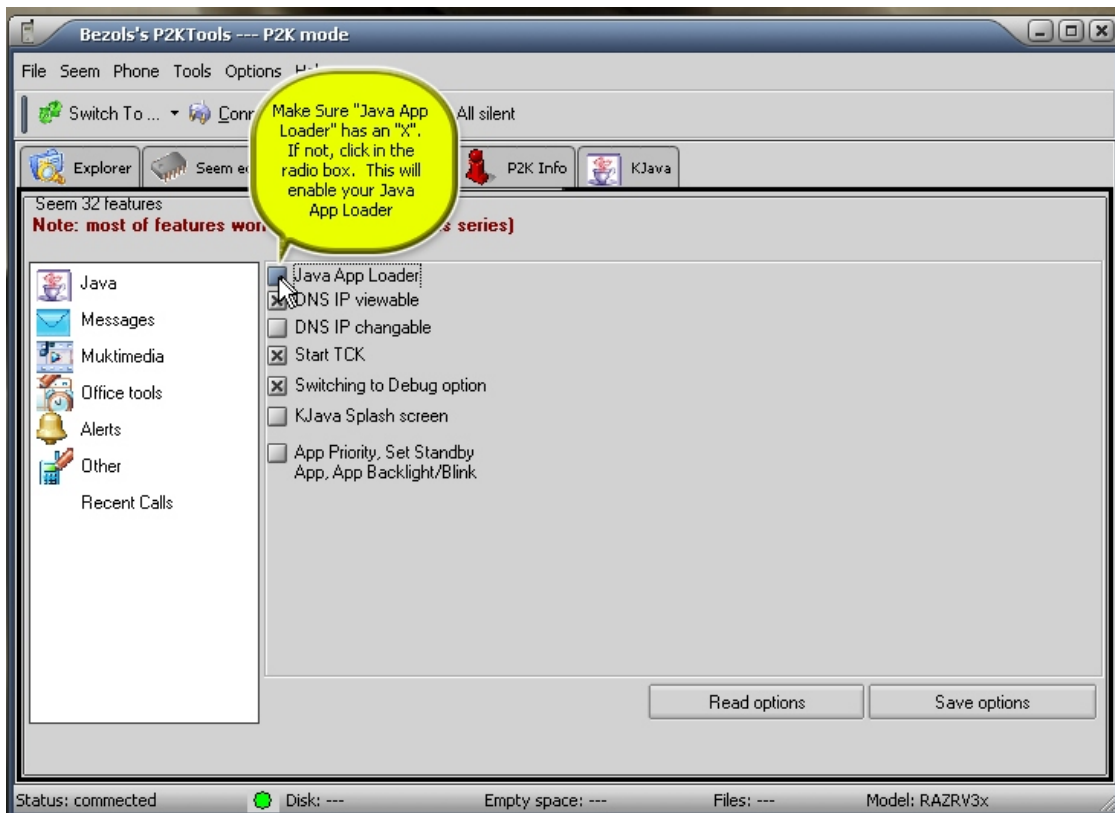 Bezols's P2KTools --- P2K mode
File Seem Phone Tools Options
Switch To ... All silent
Explorer Seem P2K Info KJava
Make Sure "Java App
Loader" has an "X".
If not, click in the
radio box. This will
enable your Java
App Loader
Seem 32 features
Note: most of features series)
Java
Messages
Muktimedia
Office tools
Alerts
Other
Recent Calls
Java App Loader
DNS IP viewable
DNS IP changable
Start TCK
Switching to Debug option
KJava Splash screen
App Priority, Set Standby
App, App Backlight/Blink
Read options Save options
Status: commected Disk: --- Empty space: --- Files: --- Model: RAZRV3x